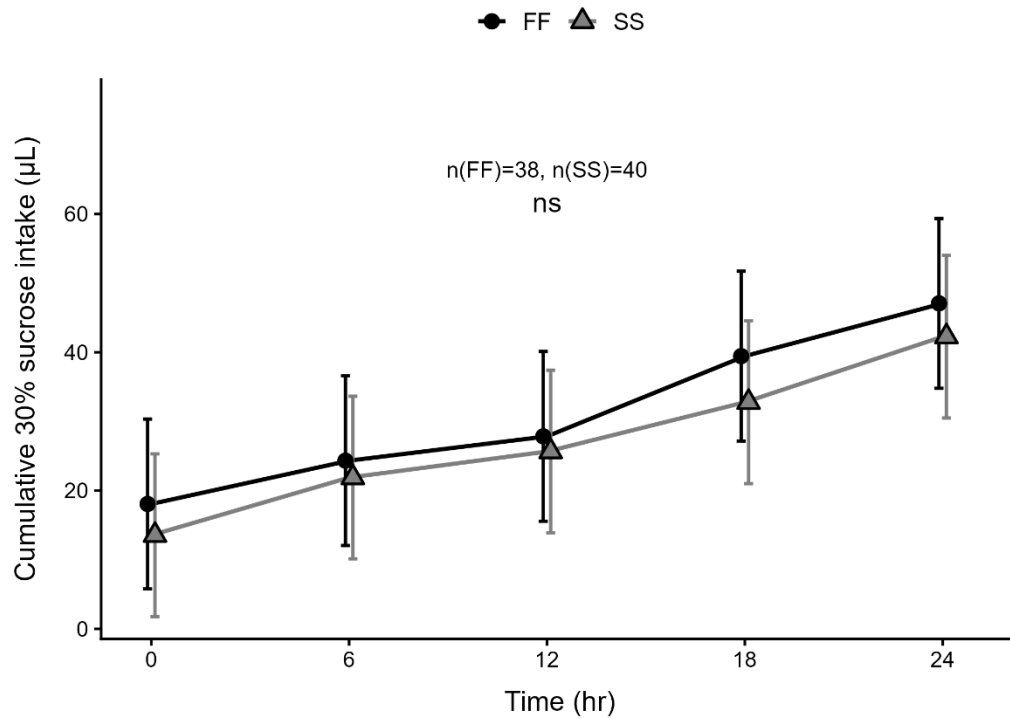 FF SS
n(FF)=38, n(SS)=40
ns
Cumulative 30% sucrose intake (µL)
60
40
20
0
0 6 12 18 24
Time (hr)